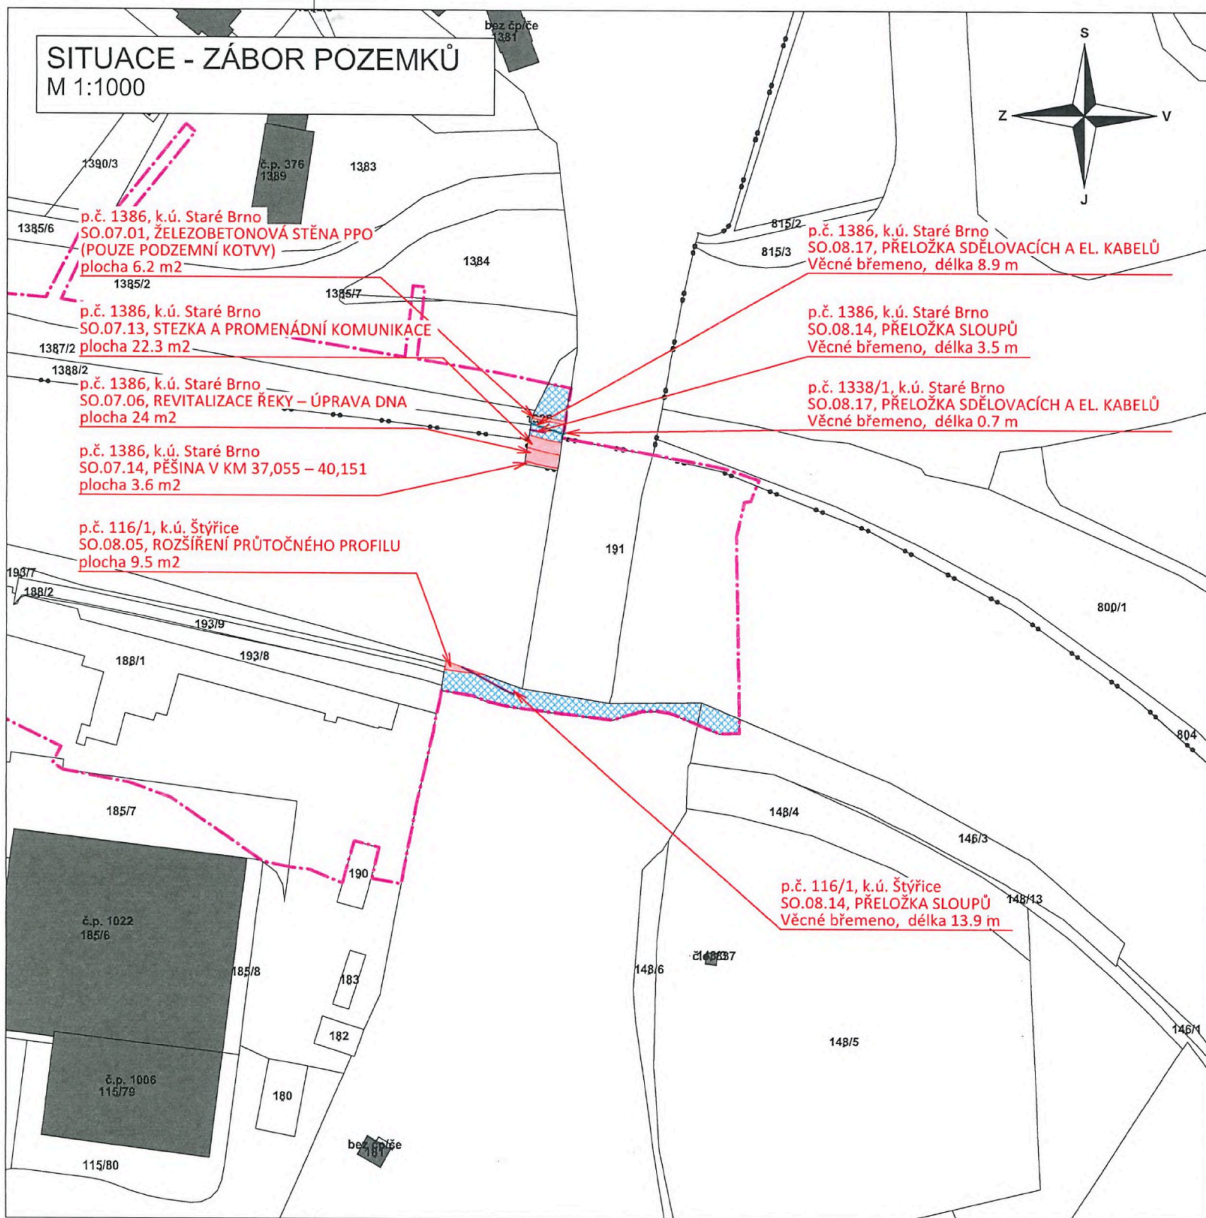 bez čp/če
1381
SITUACE - ZÁBOR POZEMKŮ
M 1:1000
S
Z
V
J
1390/3
č.p. 376
1389
1383
1385/6
p.č. 1386, k.ú. Staré Brno
SO.07.01, ŽELEZOBETONOVÁ STĚNA PPO
(POUZE PODZEMNÍ KOTVY)
plocha 6.2 m2
815/2
815/3
p.č. 1386, k.ú. Staré Brno
SO.08.17, PŘELOŽKA SDĚLOVACÍCH A EL. KABELŮ
Věcné břemeno, délka 8.9 m
1384
1385/2
1385/7
p.č. 1386, k.ú. Staré Brno
SO.07.13, STEZKA A PROMENÁDNÍ KOMUNIKACE
plocha 22.3 m2
p.č. 1386, k.ú. Staré Brno
SO.08.14, PŘELOŽKA SLOUPŮ
Věcné břemeno, délka 3.5 m
1387/2
1388/2
p.č. 1386, k.ú. Staré Brno
SO.07.06, REVITALIZACE ŘEKY – ÚPRAVA DNA
plocha 24 m2
p.č. 1338/1, k.ú. Staré Brno
SO.08.17, PŘELOŽKA SDĚLOVACÍCH A EL. KABELŮ
Věcné břemeno, délka 0.7 m
p.č. 1386, k.ú. Staré Brno
SO.07.14, PĚŠINA V KM 37,055 – 40,151
plocha 3.6 m2
p.č. 116/1, k.ú. Štýřice
SO.08.05, ROZŠÍŘENÍ PRŮTOČNÉHO PROFILU
plocha 9.5 m2
191
193/7
188/2
193/9
193/8
188/1
800/1
804
185/7
148/4
146/3
190
p.č. 116/1, k.ú. Štýřice
SO.08.14, PŘELOŽKA SLOUPŮ
Věcné břemeno, délka 13.9 m
148/13
č.p. 1022
185/6
185/8
183
148/6
182
146/1
148/5
č.p. 1006
115/79
180
bez čp/če
181
115/80